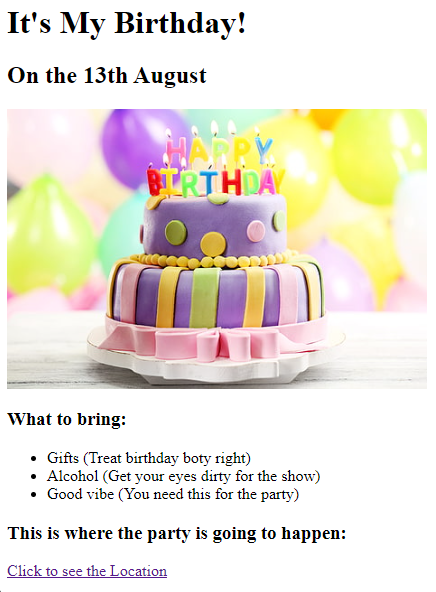 It's My Birthday!
On the 13th August
HAPPY
BIRTHDAY
What to bring:
Gifts (Treat birthday boty right)
Alcohol (Get your eyes dirty for the show)
Good vibe (You need this for the party)
This is where the party is going to happen:
Click to see the Location